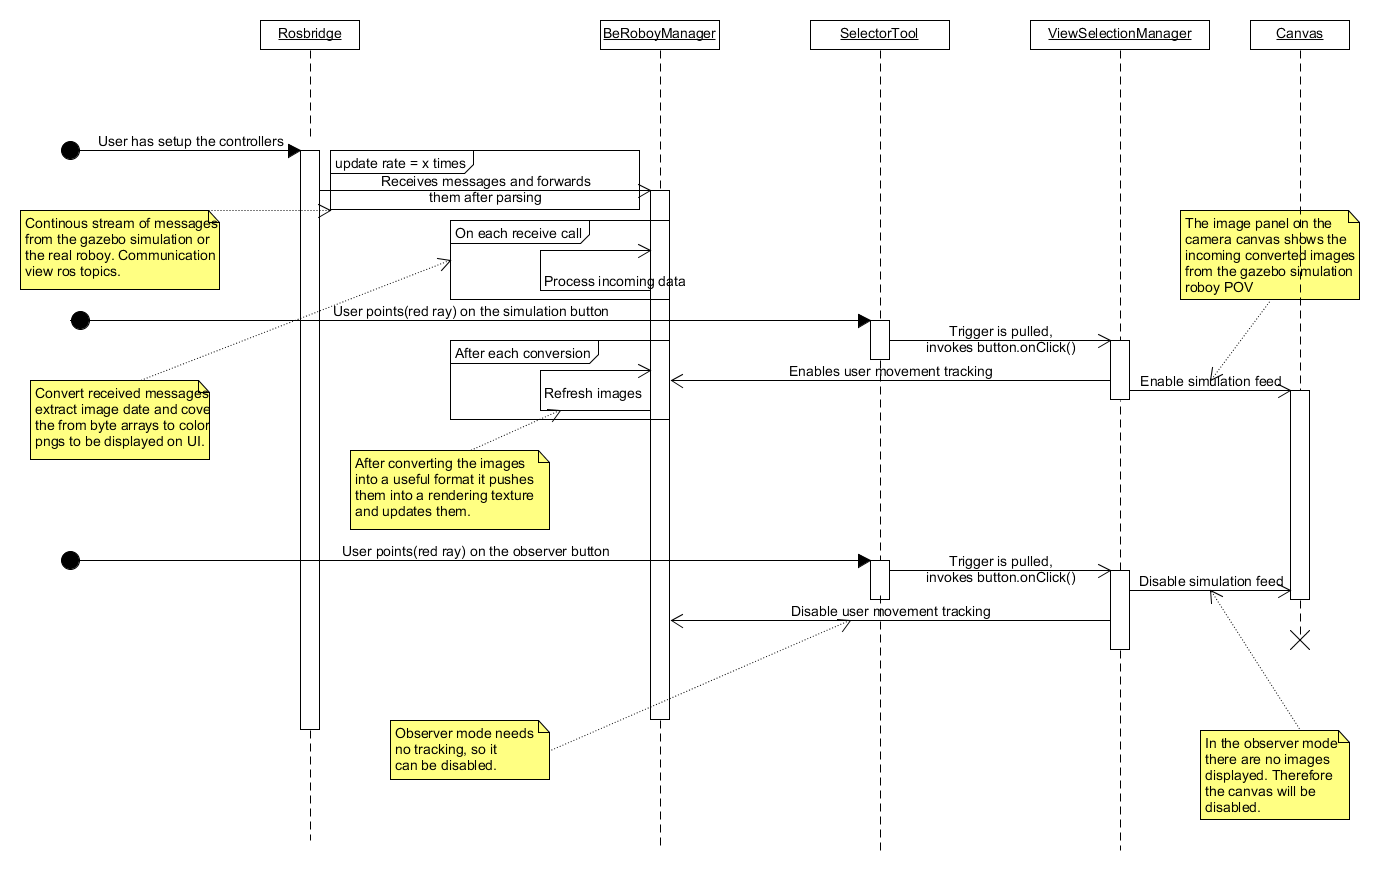 Rosbridge
BeRoboyManager
SelectorTool
ViewSelectionManager
Canvas
User has setup the controllers
update rate = x times
Receives messages and forwards
them after parsing
Continous stream of messages
from the gazebo simulation or
the real roboy. Communication
view ros topics.
On each receive call
Process incoming data
The image panel on the
camera canvas shows the
incoming converted images
from the gazebo simulation
roboy POV
User points(red ray) on the simulation button
Trigger is pulled,
invokes button.onClick()
After each conversion
Refresh images
Enables user movement tracking
Enable simulation feed
Convert received messages
extract image date and cove
the from byte arrays to color
pngs to be displayed on UI.
After converting the images
into a useful format it pushes
them into a rendering texture
and updates them.
User points(red ray) on the observer button
Trigger is pulled,
invokes button.onClick()
Disable simulation feed
Disable user movement tracking
Observer mode needs
no tracking, so it
can be disabled.
In the observer mode
there are no images
displayed. Therefore
the canvas will be
disabled.